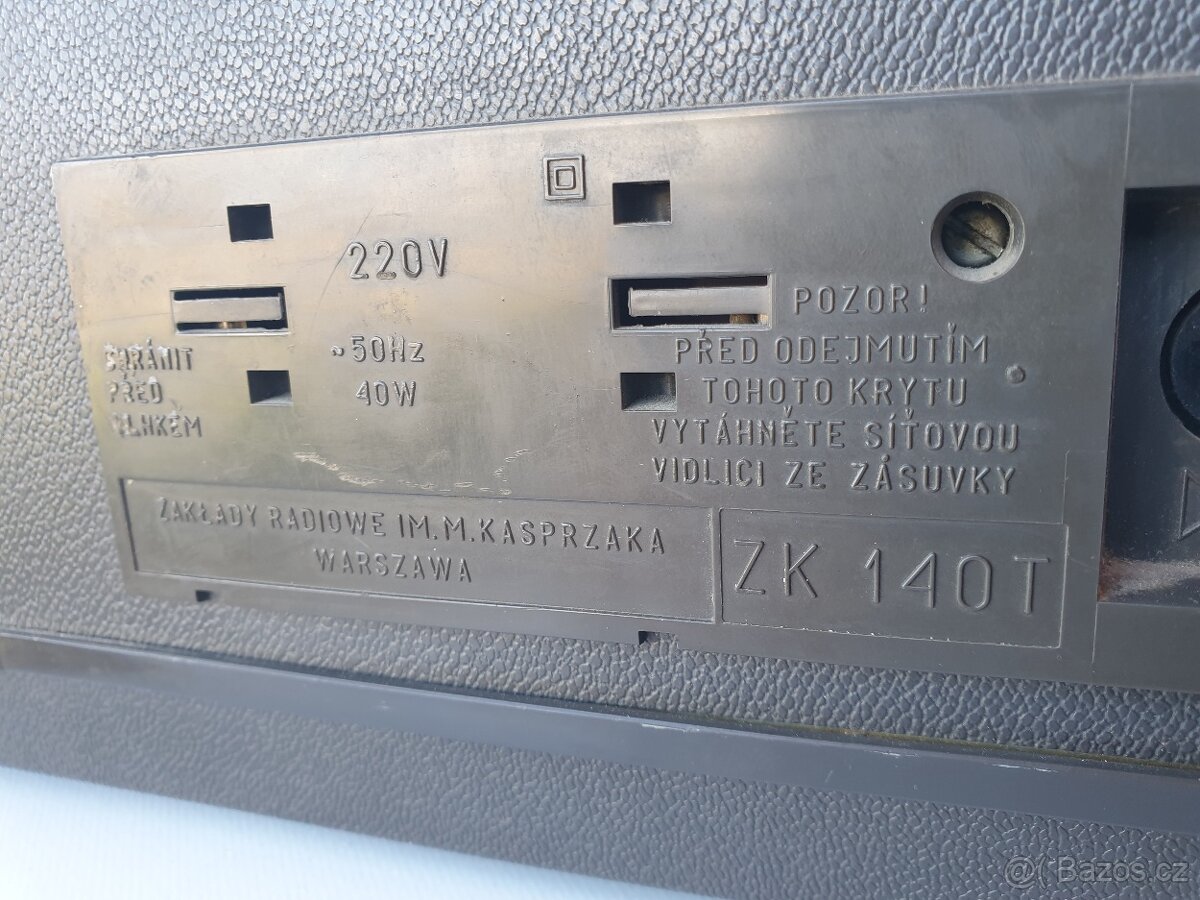 220V
~50Hz
40W
CHRÁNIT
PŘED
VLHKEM
POZOR!
PŘED ODEJMUTÍM
TOHOTO KRYTU
VYTÁHNĚTE SÍŤOVOU
VIDLICI ZE ZÁSUVKY
ZAKŁADY RADIOWE IM.M.KASPRZAKA
WARSZAWA
ZK 140T
Bazos.cz